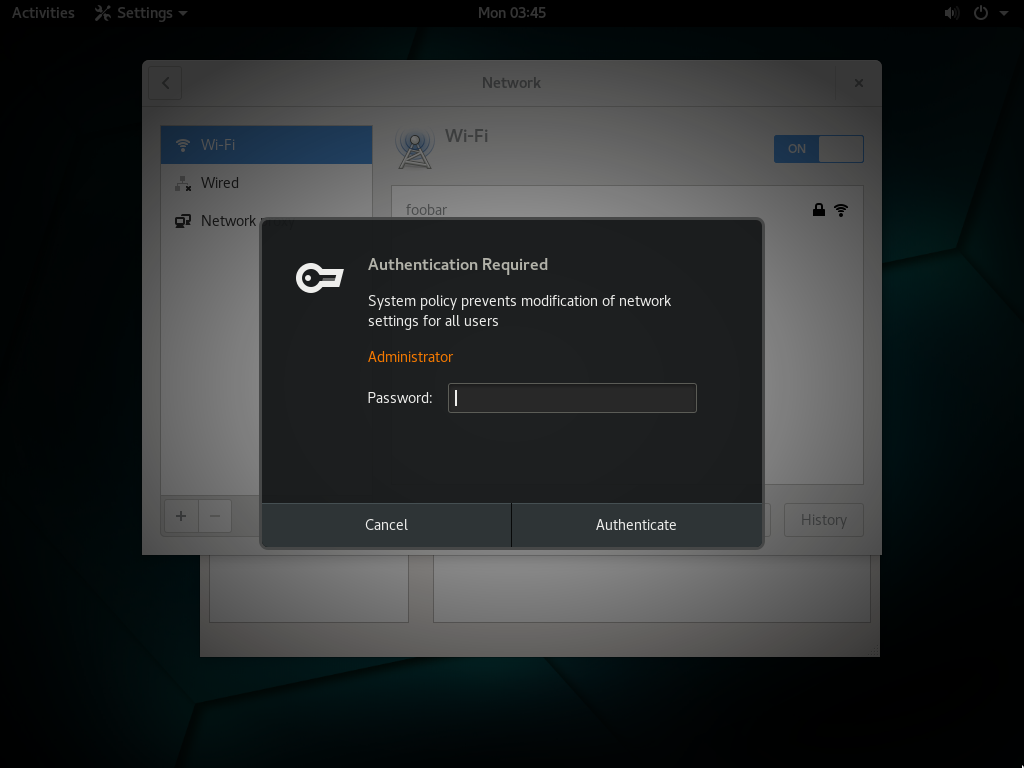 Activities Settings Mon 03:45
Network
Wi-Fi
Wired
Network
Wi-Fi
ON
foobar
Authentication Required
System policy prevents modification of network
settings for all users
Administrator
Password:
Cancel Authenticate
History